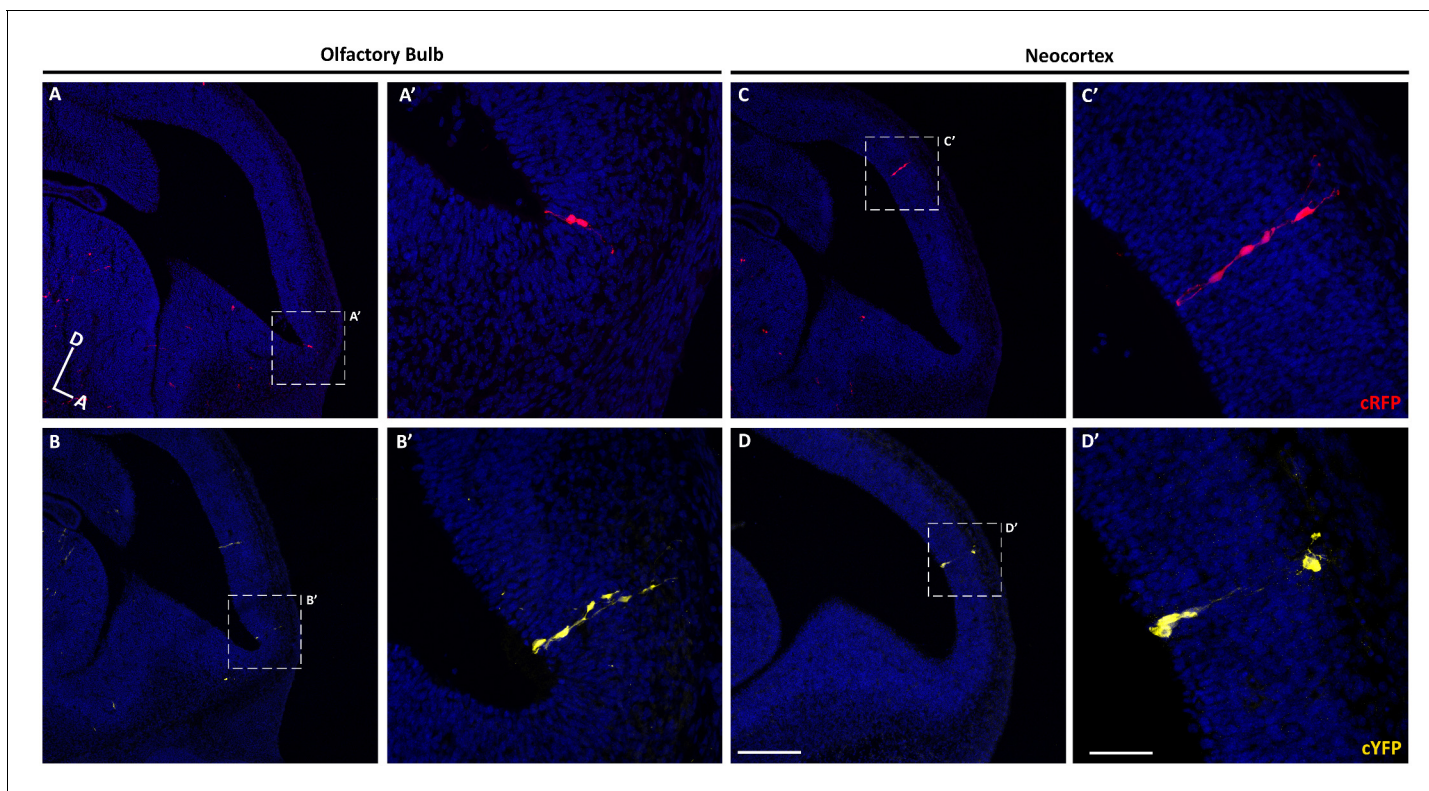 Olfactory Bulb
Neocortex
A
A'
C
C'
C'
A'
D
A
cRFP
B
B'
D
D'
D'
B'
cYFP